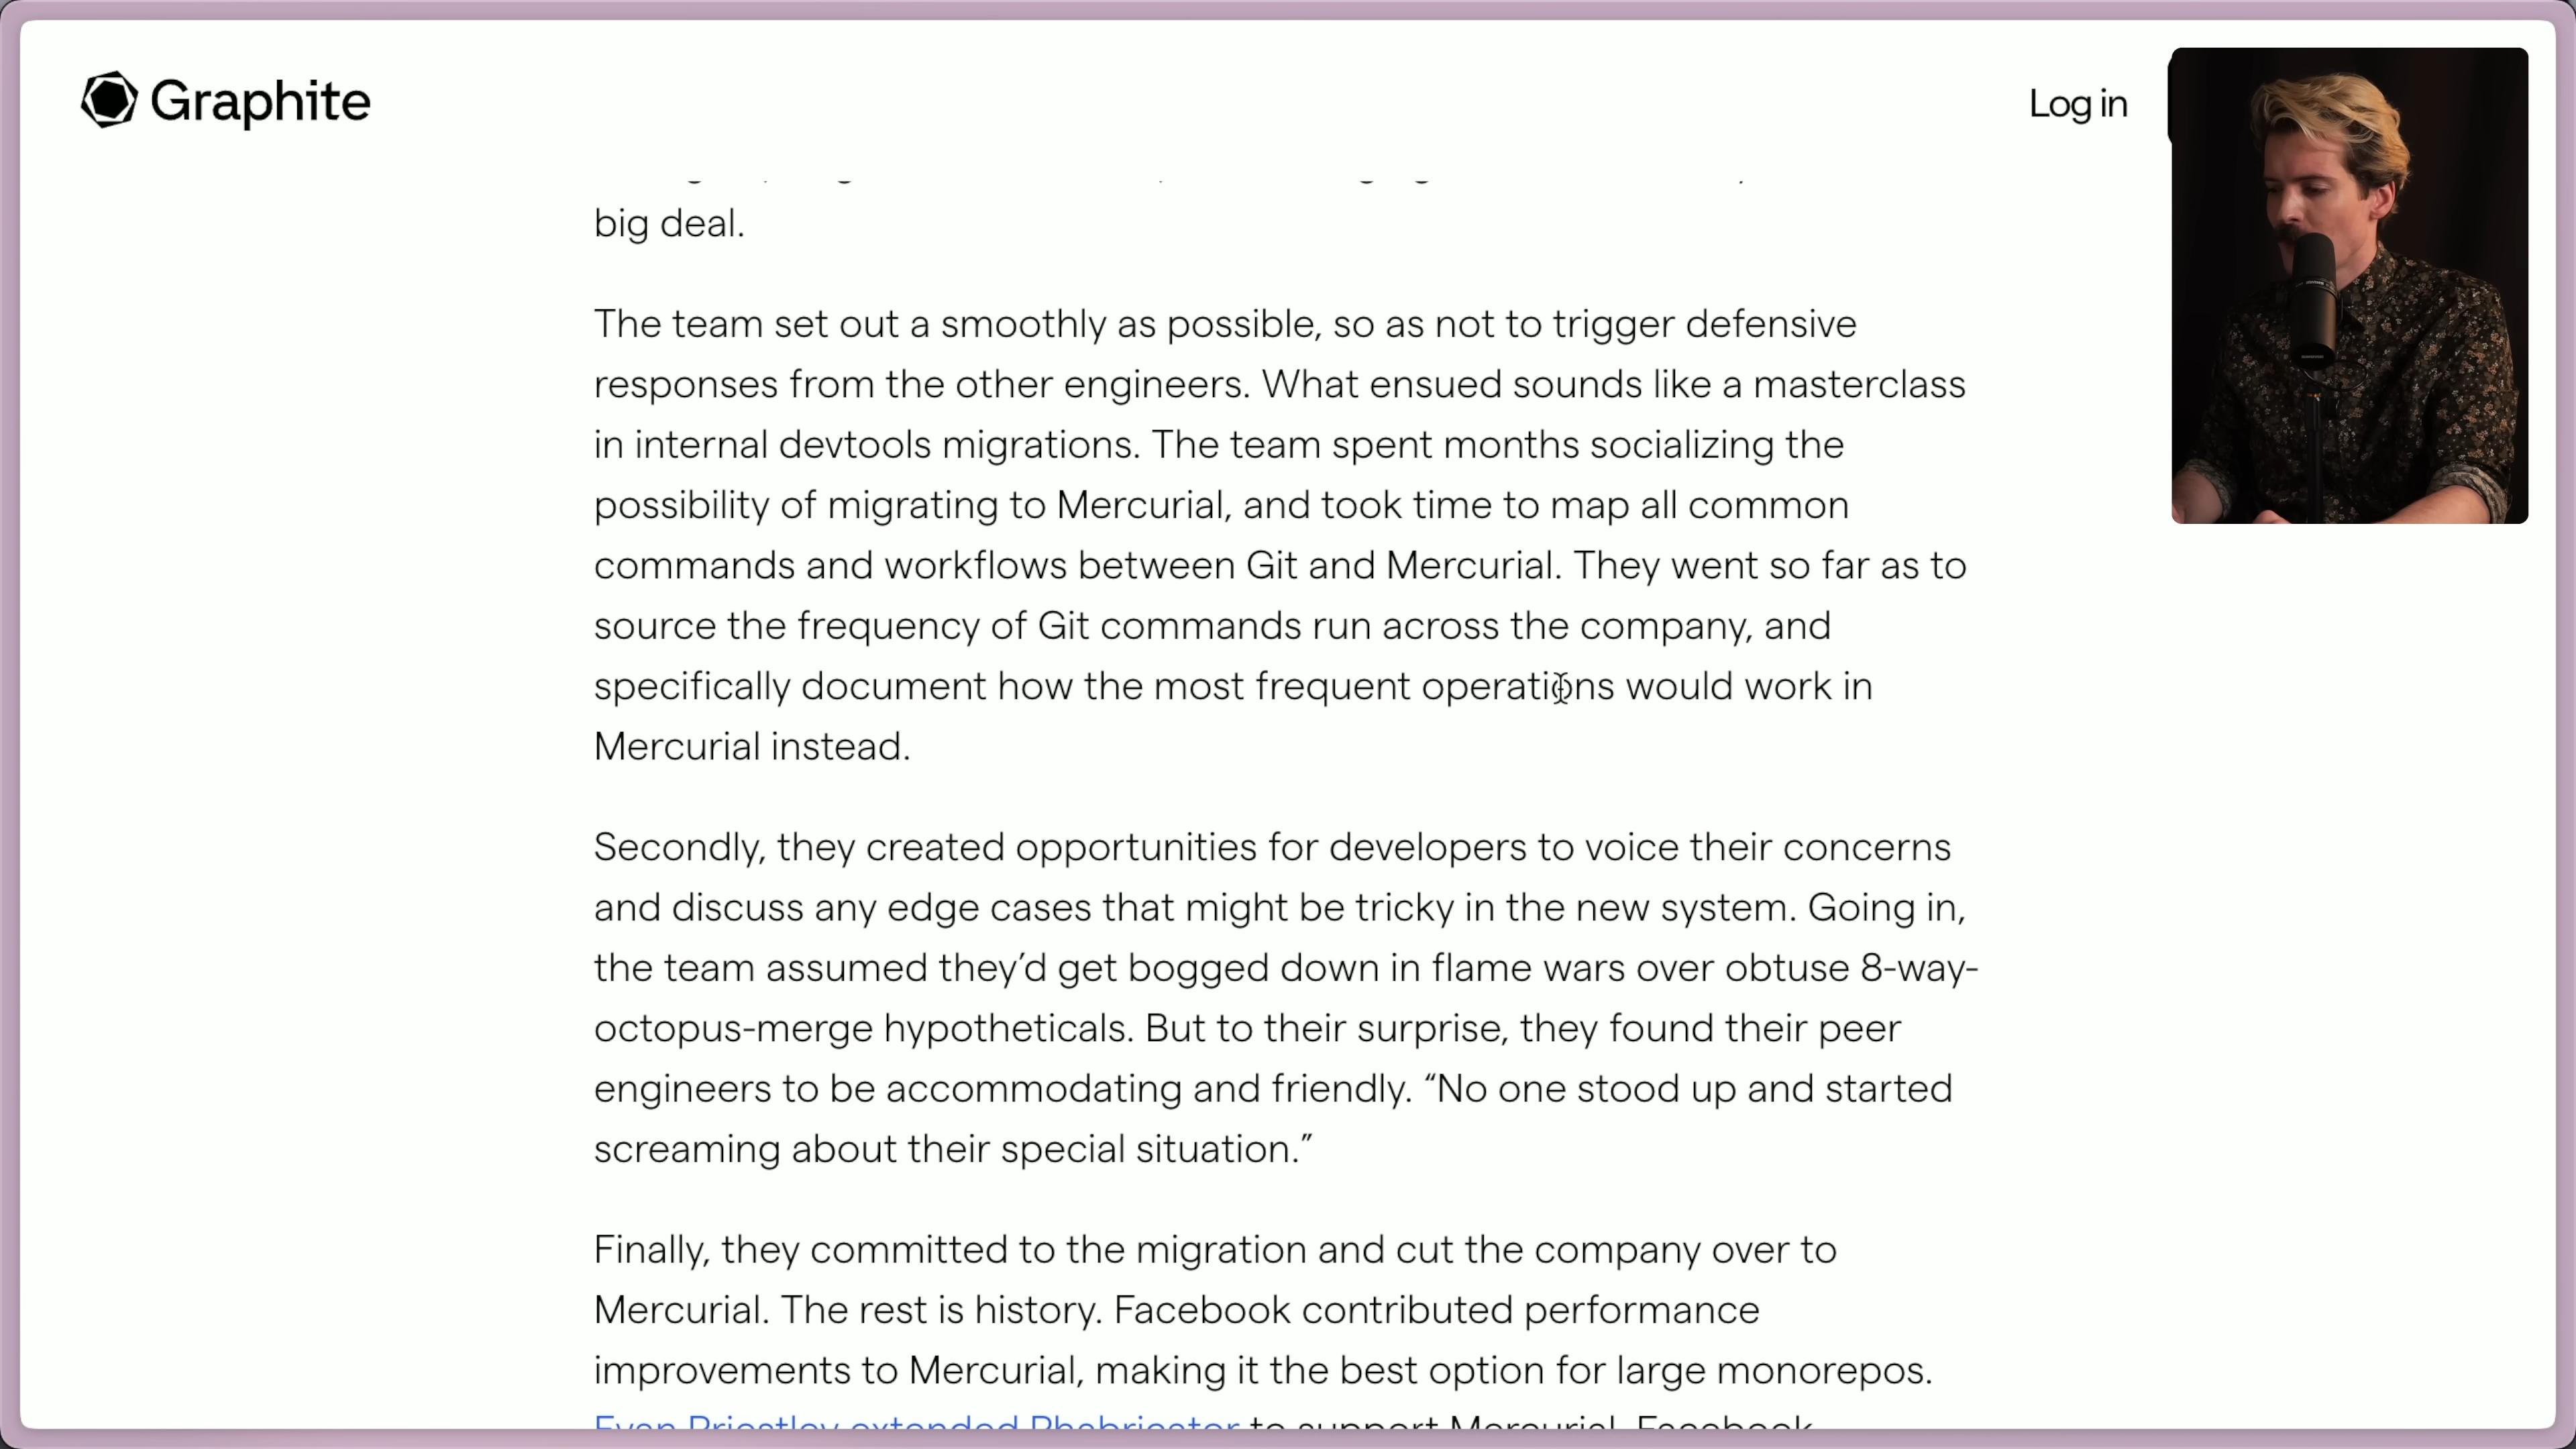 Graphite
Log in
big deal.
The team set out a smoothly as possible, so as not to trigger defensive
responses from the other engineers. What ensued sounds like a masterclass
in internal devtools migrations. The team spent months socializing the
possibility of migrating to Mercurial, and took time to map all common
commands and workflows between Git and Mercurial. They went so far as to
source the frequency of Git commands run across the company, and
specifically document how the most frequent operations would work in
Mercurial instead.
Secondly, they created opportunities for developers to voice their concerns
and discuss any edge cases that might be tricky in the new system. Going in,
the team assumed they’d get bogged down in flame wars over obtuse 8-way-
octopus-merge hypotheticals. But to their surprise, they found their peer
engineers to be accommodating and friendly. “No one stood up and started
screaming about their special situation.”
Finally, they committed to the migration and cut the company over to
Mercurial. The rest is history. Facebook contributed performance
improvements to Mercurial, making it the best option for large monorepos.
Evan Priestley extended Phabricator to support Mercurial. Facebook